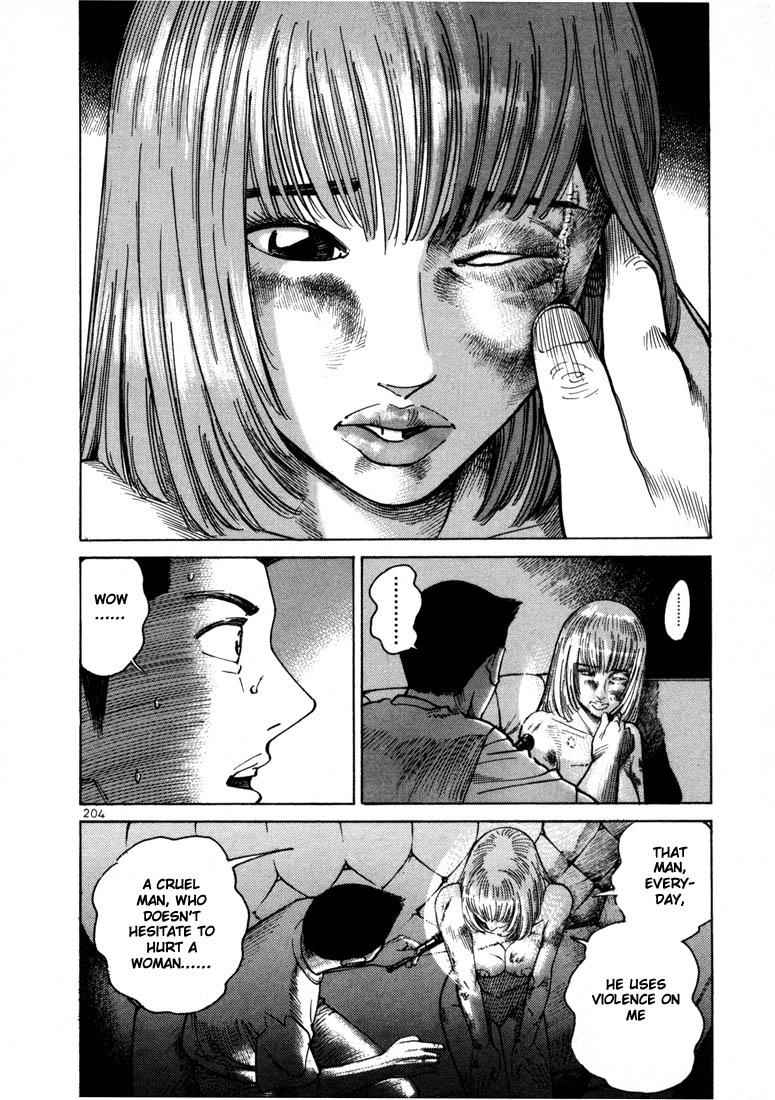 WOW
......
.........
........
204
THAT
MAN,
EVERY-
DAY,
HE USES
VIOLENCE ON
ME
A CRUEL
MAN, WHO
DOESN'T
HESITATE TO
HURT A
WOMAN......